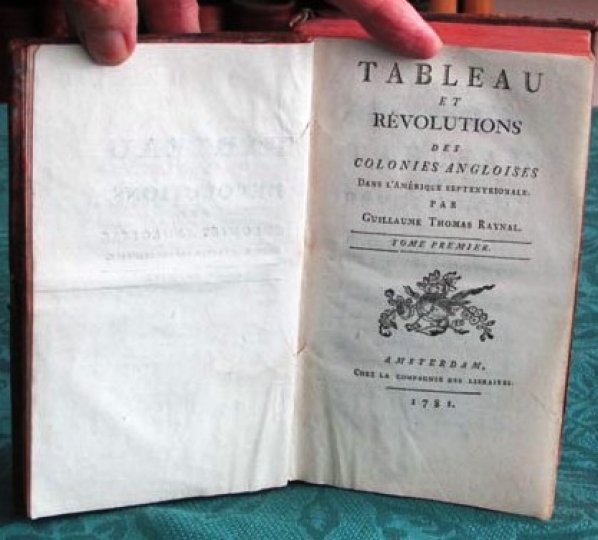 TABLEAU
ET
RÉVOLUTIONS
DES
COLONIES ANGLOISES
DANS L'AMÉRIQUE SEPTENTRIONALE.
PAR
GUILLAUME THOMAS RAYNAL.
TOME PREMIER.
AMSTERDAM,
CHEZ LA COMPAGNIE DES LIBRAIRES.
1781.